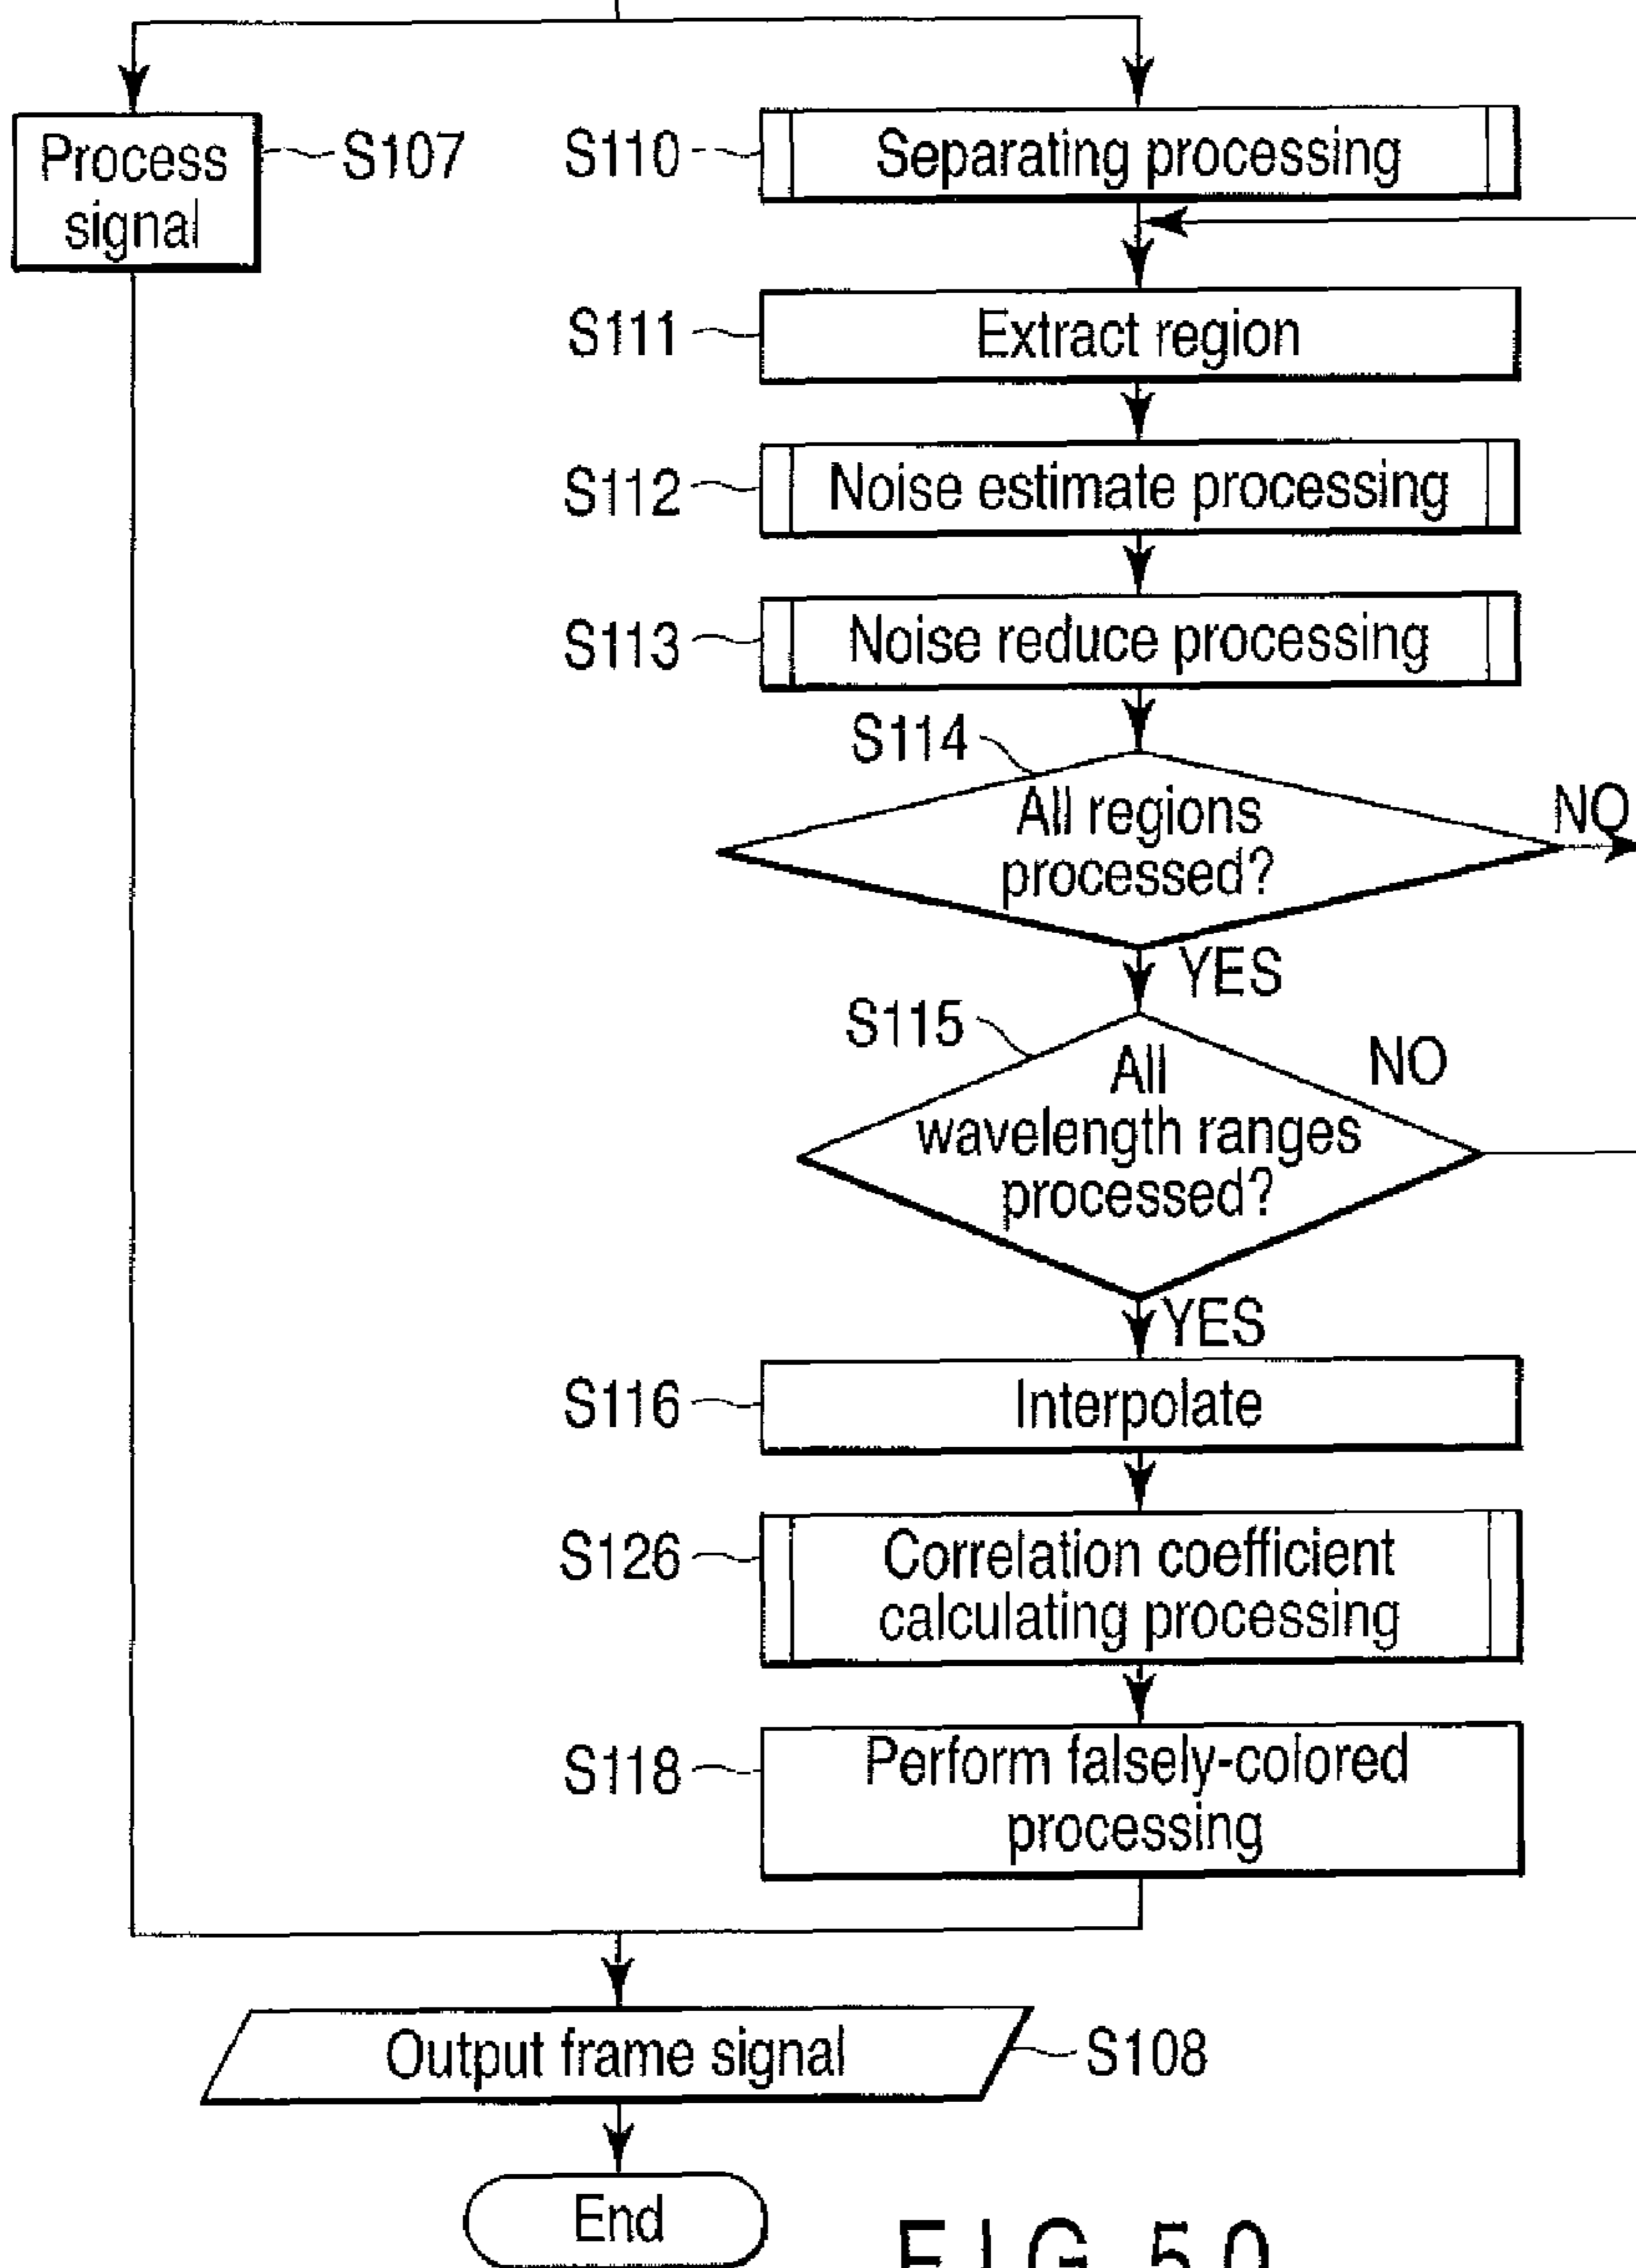 Process
signal
S107
S110
Separating processing
S111
Extract region
S112
Noise estimate processing
S113
Noise reduce processing
S114
All regions
processed?
NO
YES
S115
All
wavelength ranges
processed?
NO
YES
S116
Interpolate
S126
Correlation coefficient
calculating processing
S118
Perform falsely-colored
processing
Output frame signal
S108
End
FIG. 50